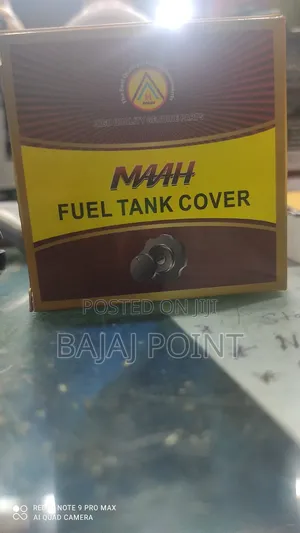 MAAH
FUEL TANK COVER
POSTED ON JIJI
BAJAJ POINT
REDMI NOTE 9 PRO MAX
AI QUAD CAMERA